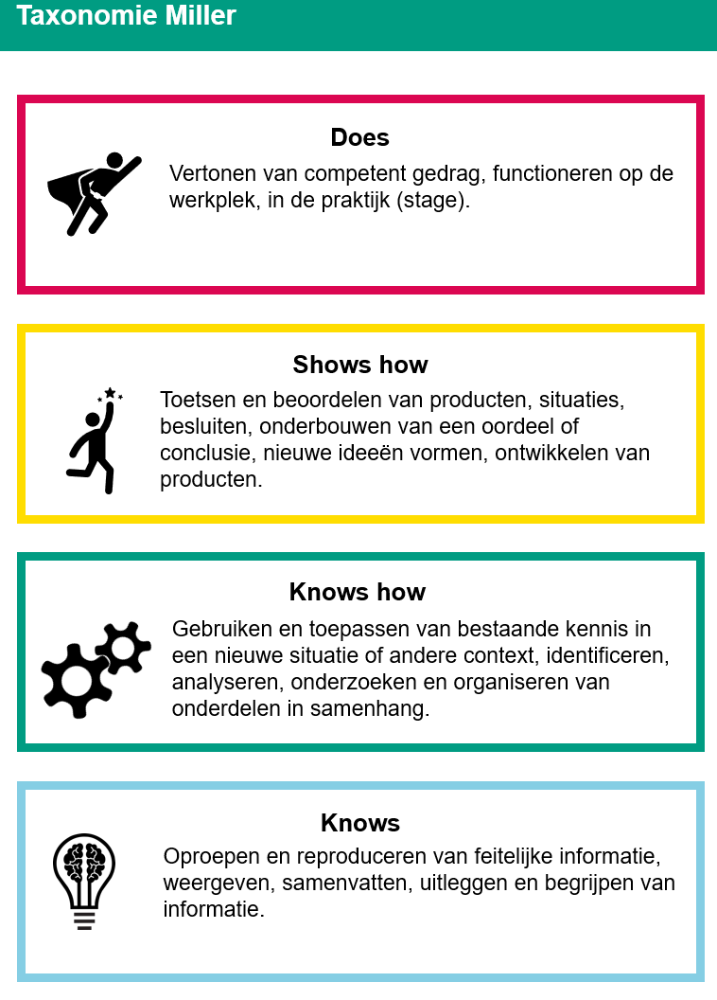 Taxonomie Miller
Does
Vertonen van competent gedrag, functioneren op de
werkplek, in de praktijk (stage).
Shows how
Toetsen en beoordelen van producten, situaties,
besluiten, onderbouwen van een oordeel of
conclusie, nieuwe ideeën vormen, ontwikkelen van
producten.
Knows how
Gebruiken en toepassen van bestaande kennis in
een nieuwe situatie of andere context, identificeren,
analyseren, onderzoeken en organiseren van
onderdelen in samenhang.
Knows
Oproepen en reproduceren van feitelijke informatie,
weergeven, samenvatten, uitleggen en begrijpen van
informatie.